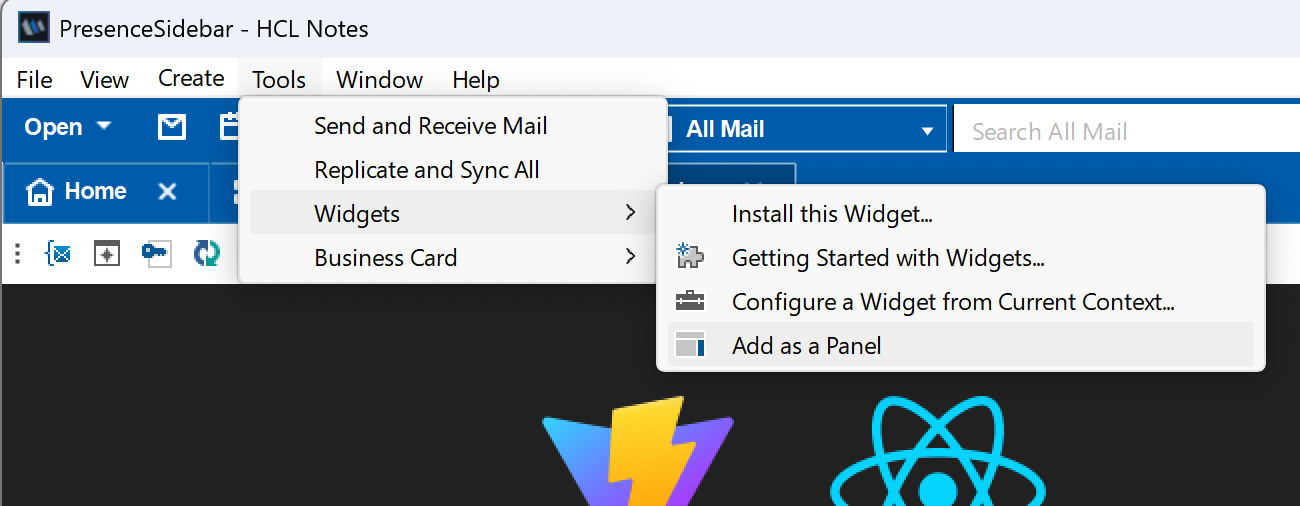 PresenceSidebar - HCL Notes
File View Create Tools Window Help
Open
All Mail
Search All Mail
Home
Send and Receive Mail
Replicate and Sync All
Widgets
Business Card
Install this Widget...
Getting Started with Widgets...
Configure a Widget from Current Context...
Add as a Panel